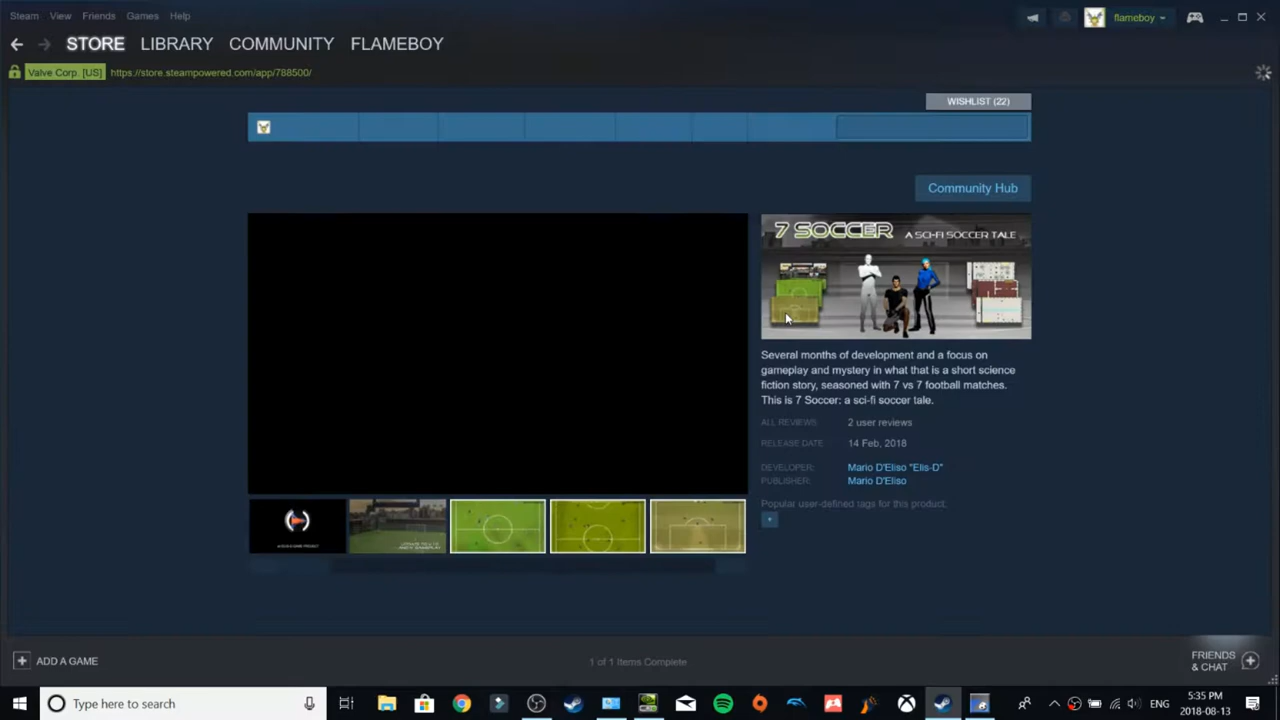 Steam View Friends Games Help
flameboy
STORE LIBRARY COMMUNITY FLAMEBOY
Valve Corp. [US] https://store.steampowered.com/app/788500/
WISHLIST (22)
Community Hub
7 SOCCER A SCI-FI SOCCER TALE
Several months of development and a focus on
gameplay and mystery in what that is a short science
fiction story, seasoned with 7 vs 7 football matches.
This is 7 Soccer: a sci-fi soccer tale.
ALL REVIEWS: 2 user reviews
RELEASE DATE: 14 Feb, 2018
DEVELOPER: Mario D'Eliso "Elis-D"
PUBLISHER: Mario D'Eliso
Popular user-defined tags for this product:
+
ADD A GAME
1 of 1 Items Complete
FRIENDS
& CHAT
Type here to search
ENG
5:35 PM
2018-08-13